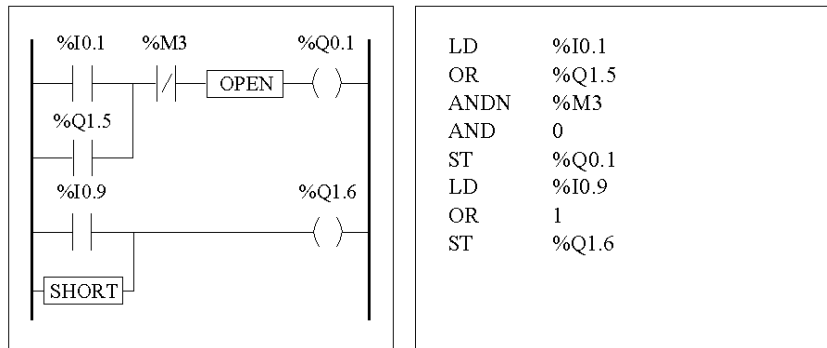 %I0.1 %M3 %Q0.1
OPEN
%Q1.5
%I0.9 %Q1.6
SHORT
LD %I0.1
OR %Q1.5
ANDN %M3
AND 0
ST %Q0.1
LD %I0.9
OR 1
ST %Q1.6